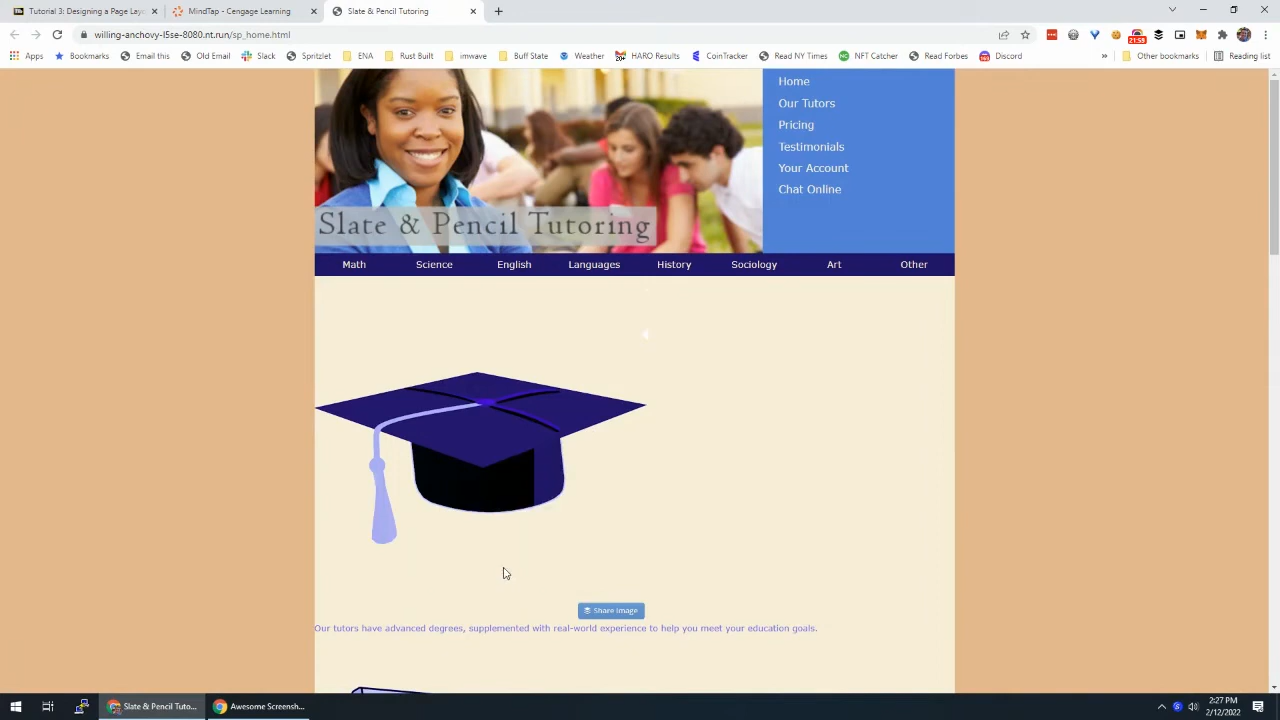 Tutorial 3: Designing a Page Lay
MindTap - Cengage Learning
Slate & Pencil Tutoring
willing-anchovy-l5se-8080.nt.run/sp_home.html
21:59
Apps
Email this
Old Email
Slack
Spritzlet
ENA
Rust Built
imwave
Buff State
Weather
20+
HARO Results
CoinTracker
Read NY Times
NC
NFT Catcher
Read Forbes
Discord
»
Other bookmarks
Reading list
Slate & Pencil Tutoring
Home
Our Tutors
Pricing
Testimonials
Your Account
Chat Online
Math
Science
English
Languages
History
Sociology
Art
Other
Share Image
Our tutors have advanced degrees, supplemented with real-world experience to help you meet your education goals.
Slate & Pencil Tuto...
Awesome Screensh...
2:27 PM
2/12/2022